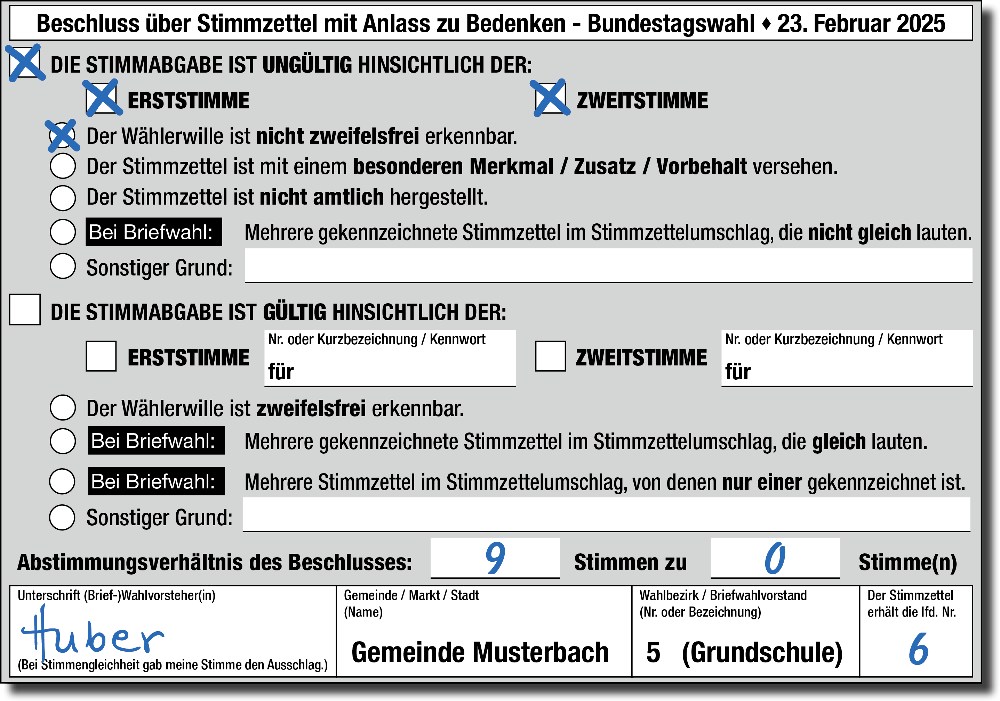 Beschluss über Stimmzettel mit Anlass zu Bedenken - Bundestagswahl ♦ 23. Februar 2025
DIE STIMMABGABE IST UNGÜLTIG HINSICHTLICH DER:
ERSTSTIMME ZWEITSTIMME
Der Wählerwille ist nicht zweifelsfrei erkennbar.
Der Stimmzettel ist mit einem besonderen Merkmal / Zusatz / Vorbehalt versehen.
Der Stimmzettel ist nicht amtlich hergestellt.
Bei Briefwahl: Mehrere gekennzeichnete Stimmzettel im Stimmzettelumschlag, die nicht gleich lauten.
Sonstiger Grund:
DIE STIMMABGABE IST GÜLTIG HINSICHTLICH DER:
Nr. oder Kurzbezeichnung / Kennwort Nr. oder Kurzbezeichnung / Kennwort
ERSTSTIMME für ZWEITSTIMME für
Der Wählerwille ist zweifelsfrei erkennbar.
Bei Briefwahl: Mehrere gekennzeichnete Stimmzettel im Stimmzettelumschlag, die gleich lauten.
Bei Briefwahl: Mehrere Stimmzettel im Stimmzettelumschlag, von denen nur einer gekennzeichnet ist.
Sonstiger Grund:
Abstimmungsverhältnis des Beschlusses: 9 Stimmen zu 0 Stimme(n)
Unterschrift (Brief-)Wahlvorsteher(in)
Huber
(Bei Stimmengleichheit gab meine Stimme den Ausschlag.)
Gemeinde / Markt / Stadt
(Name)
Gemeinde Musterbach
Wahlbezirk / Briefwahlvorstand
(Nr. oder Bezeichnung)
5 (Grundschule)
Der Stimmzettel
erhält die lfd. Nr.
6